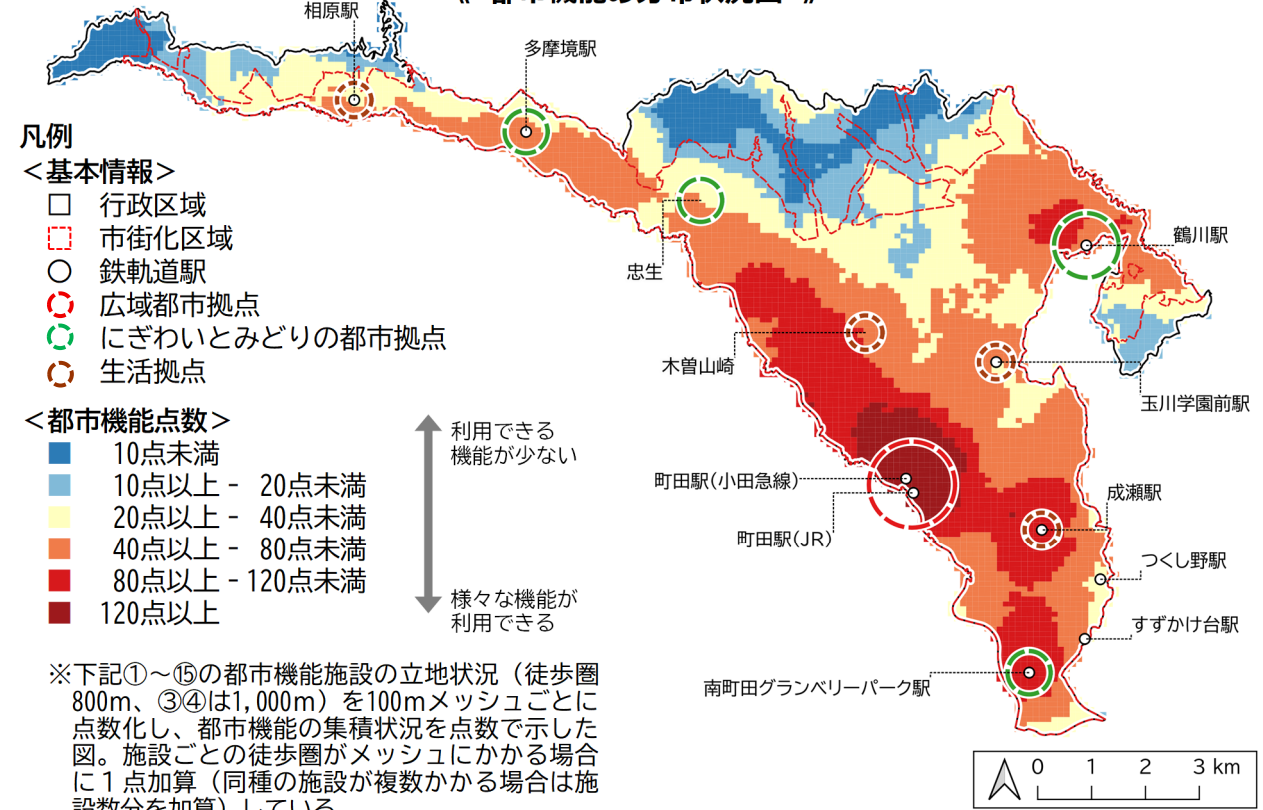 相原駅
多摩境駅
凡例
＜基本情報＞
行政区域
市街化区域
鉄軌道駅
広域都市拠点
にぎわいとみどりの都市拠点
生活拠点
＜都市機能点数＞
10点未満
10点以上 - 20点未満
20点以上 - 40点未満
40点以上 - 80点未満
80点以上 - 120点未満
120点以上
利用できる
機能が少ない
様々な機能が
利用できる
忠生
鶴川駅
木曽山崎
玉川学園前駅
町田駅(小田急線)
町田駅(JR)
成瀬駅
つくし野駅
すずかけ台駅
南町田グランベリーパーク駅
※下記①～⑮の都市機能施設の立地状況（徒歩圏
800m、③④は1,000m）を100mメッシュごとに
点数化し、都市機能の集積状況を点数で示した
図。施設ごとの徒歩圏がメッシュにかかる場合
に１点加算（同種の施設が複数かかる場合は施
設数分を加算）している。
0 1 2 3 km